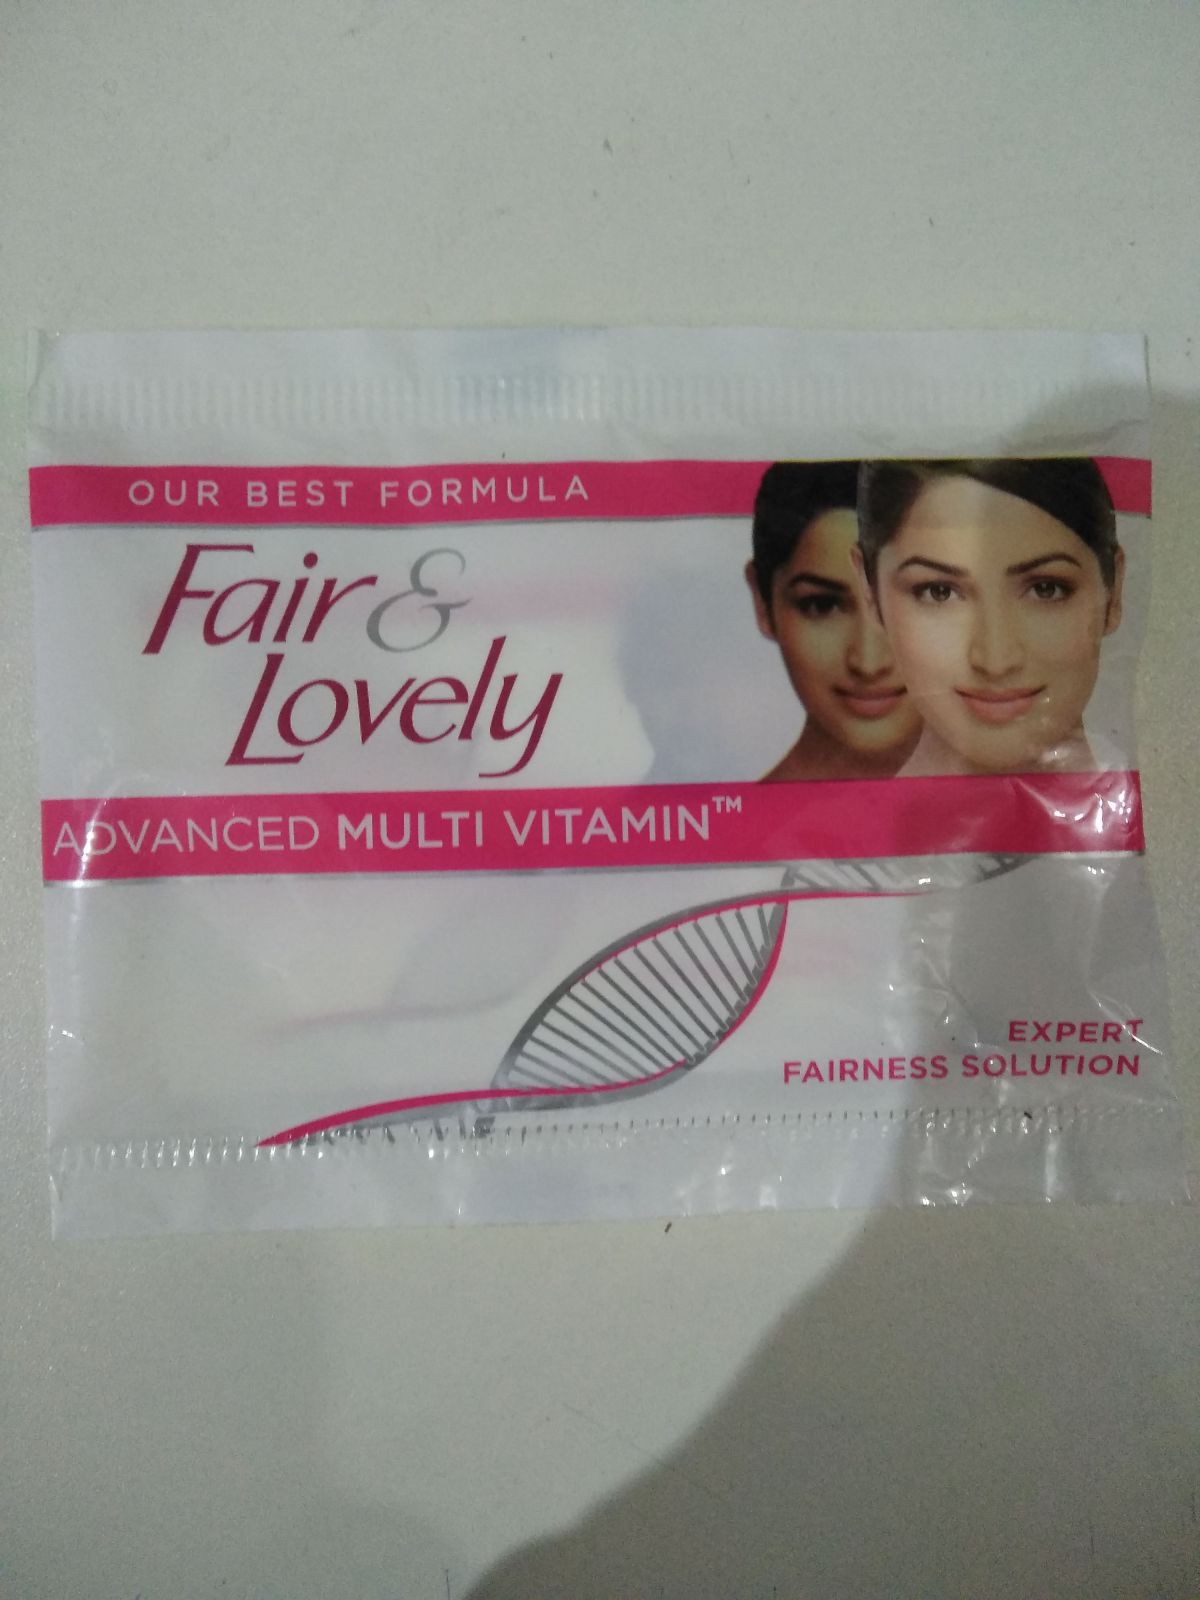 OUR BEST FORMULA
Fair &
Lovely
ADVANCED MULTI VITAMIN™
EXPERT
FAIRNESS SOLUTION